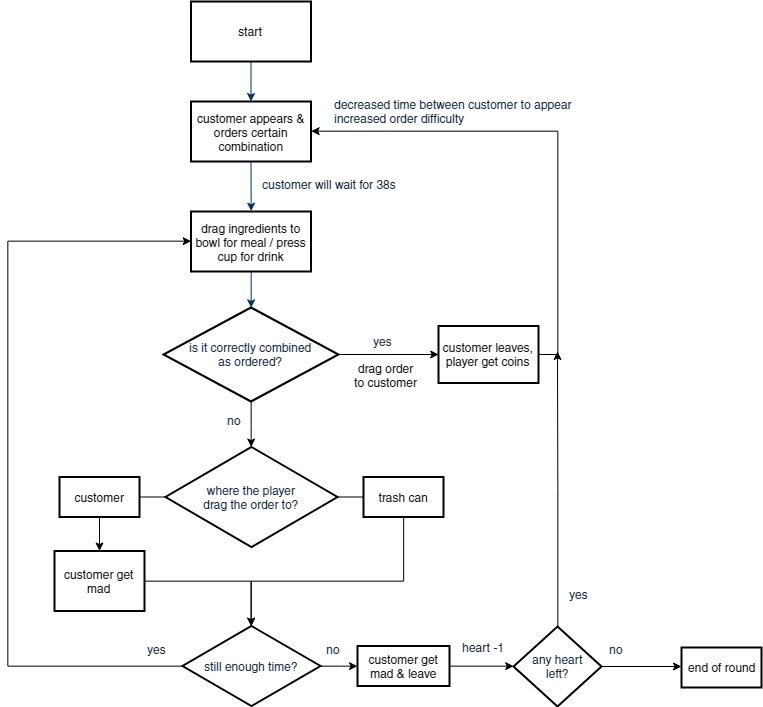 start
decreased time between customer to appear
increased order difficulty
customer appears &
orders certain
combination
customer will wait for 38s
drag ingredients to
bowl for meal / press
cup for drink
is it correctly combined
as ordered?
yes
drag order
to customer
customer leaves,
player get coins
no
customer
where the player
drag the order to?
trash can
customer get
mad
yes
yes
still enough time?
no
customer get
mad & leave
heart -1
any heart
left?
no
end of round